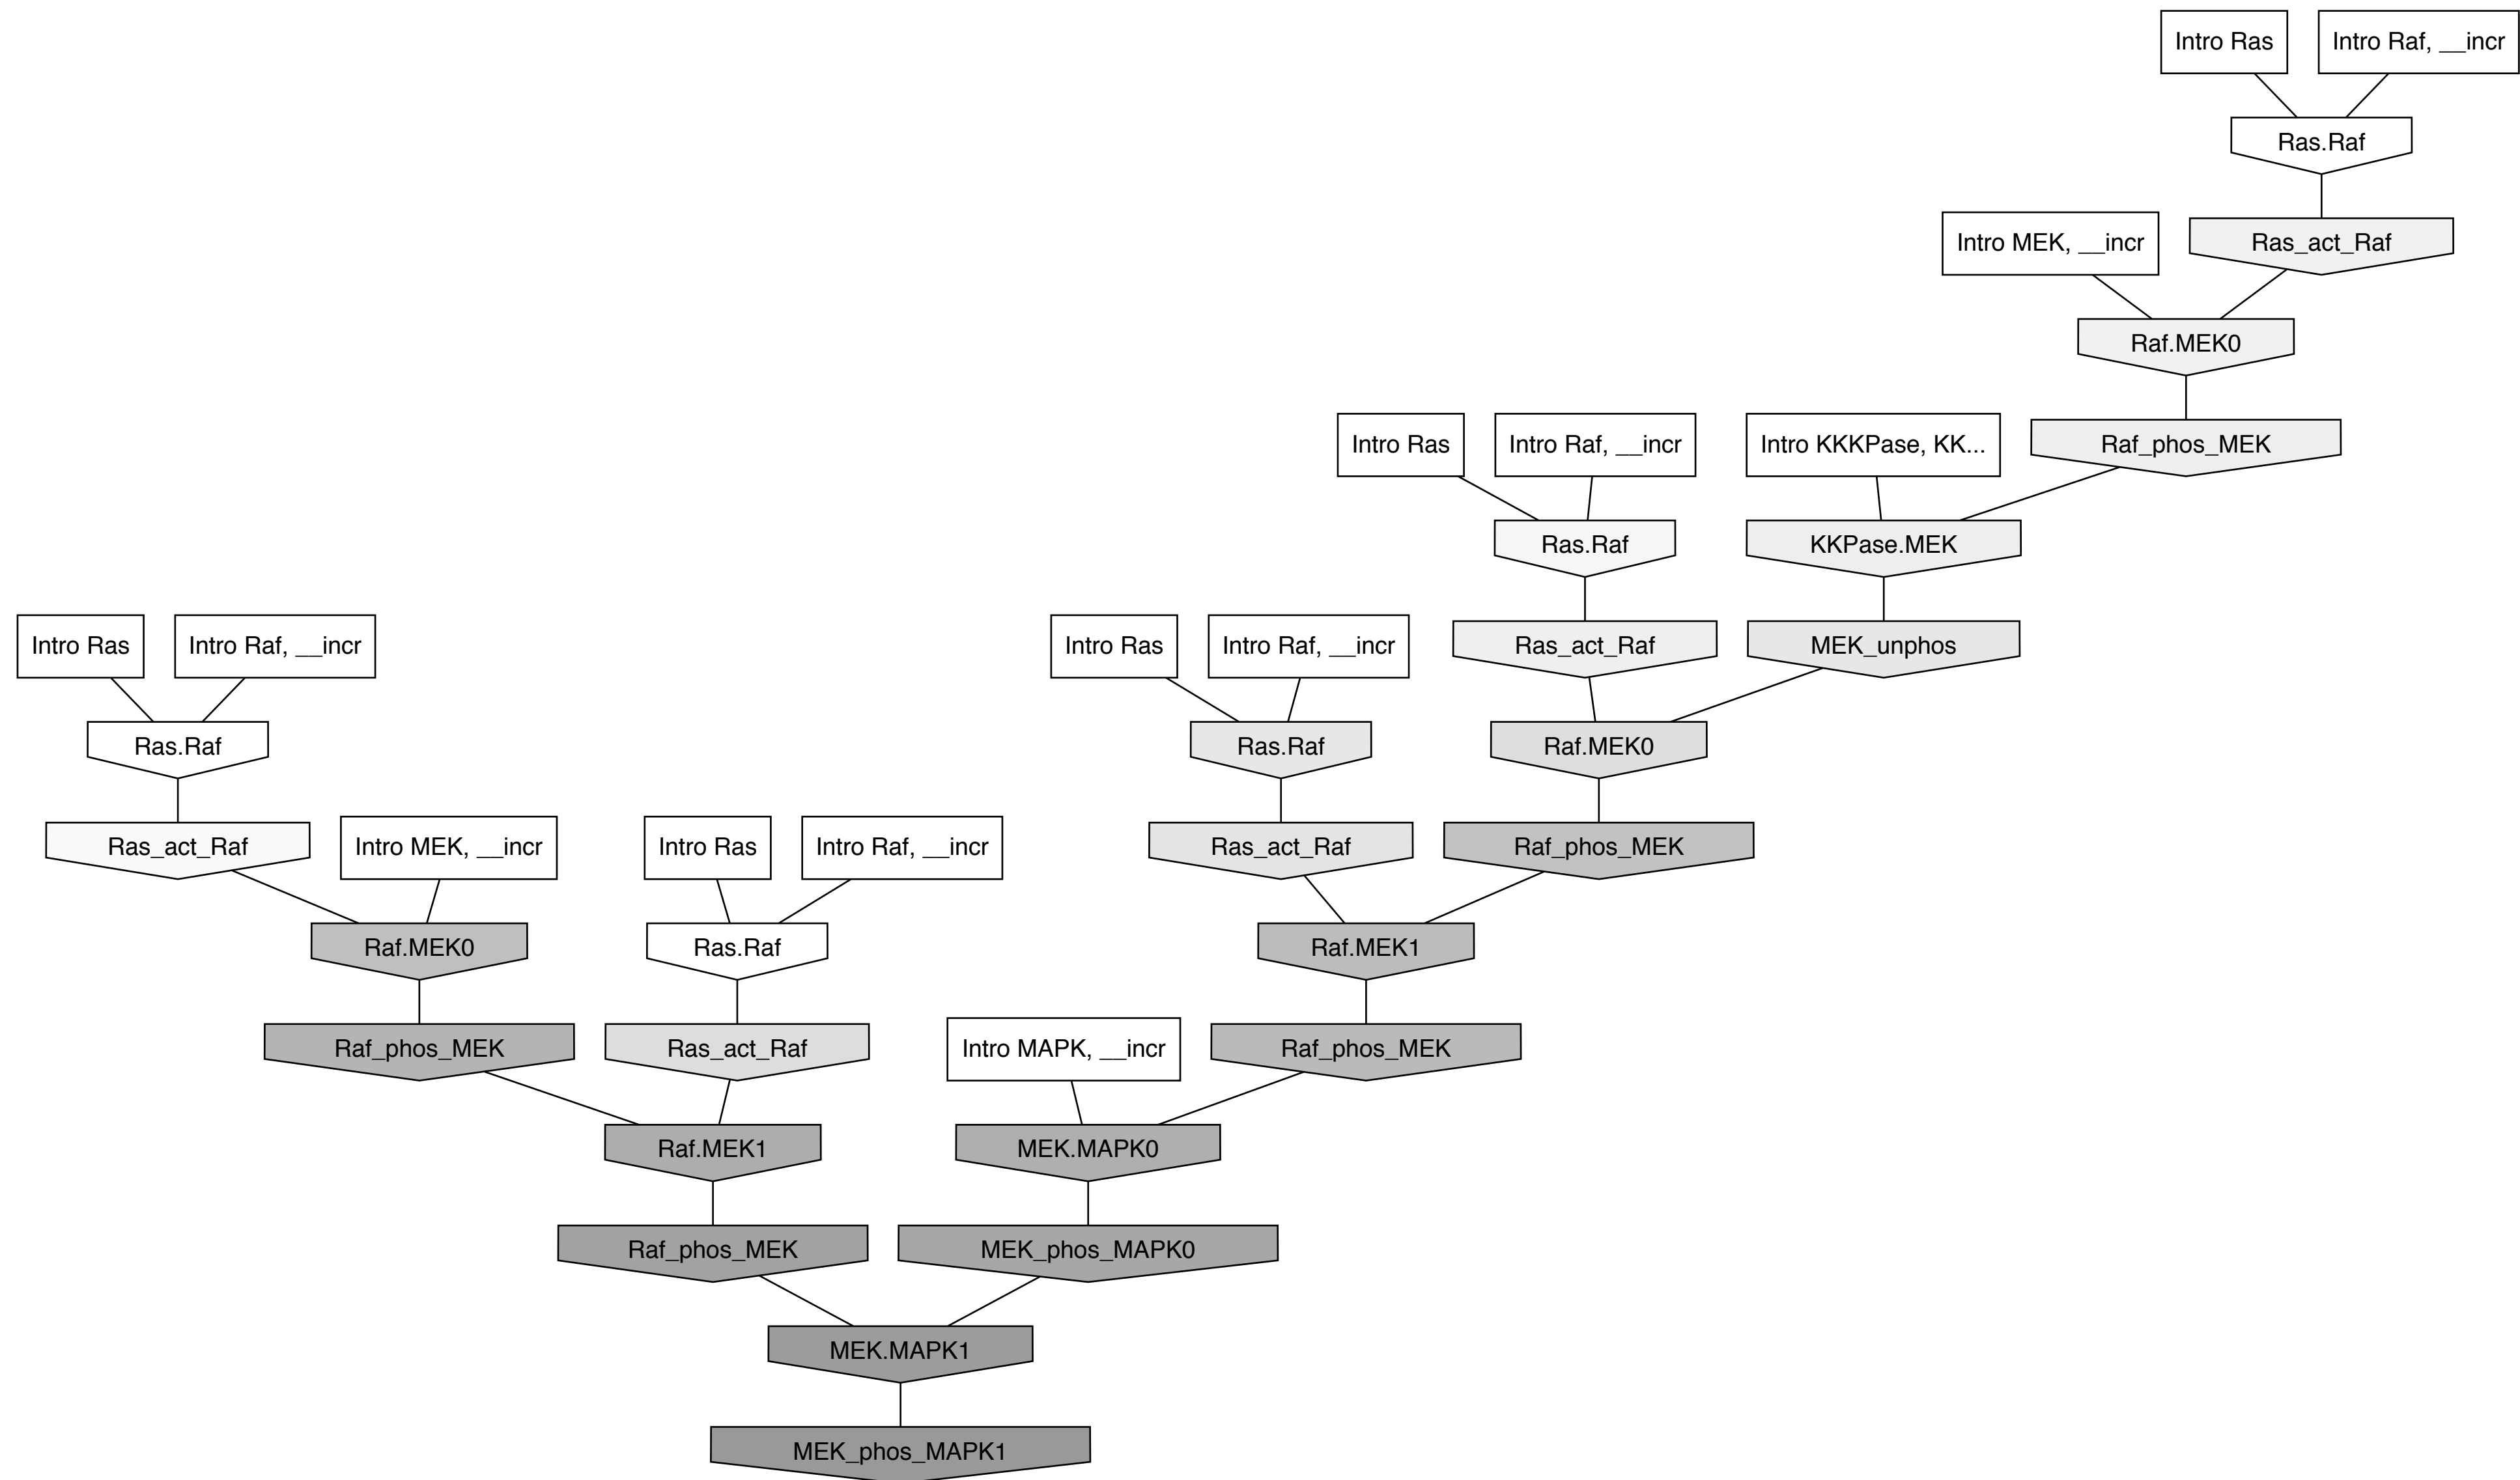 Intro Ras
Intro Raf, __incr
Ras.Raf
Intro MEK, __incr
Ras_act_Raf
Raf.MEK0
Intro Ras
Intro Raf, __incr
Intro KKKPase, KK...
Raf_phos_MEK
Ras.Raf
KKPase.MEK
Intro Ras
Intro Raf, __incr
Intro Ras
Intro Raf, __incr
Ras_act_Raf
MEK_unphos
Ras.Raf
Ras.Raf
Raf.MEK0
Ras_act_Raf
Intro MEK, __incr
Intro Ras
Intro Raf, __incr
Ras_act_Raf
Raf_phos_MEK
Raf.MEK0
Ras.Raf
Raf.MEK1
Raf_phos_MEK
Ras_act_Raf
Intro MAPK, __incr
Raf_phos_MEK
Raf.MEK1
MEK.MAPK0
Raf_phos_MEK
MEK_phos_MAPK0
MEK.MAPK1
MEK_phos_MAPK1